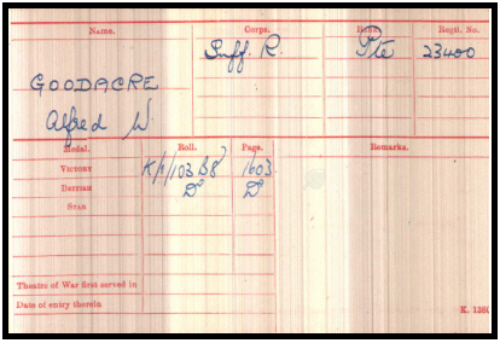 Name. Corps. Rank. Regtl. No.
Suff. R. Pte 23400
GOODACRE
Alfred W.
Medal. Roll. Page. Remarks.
VICTORY K/1/103 B8 1603
BRITISH Do Do
STAR
Theatre of War first served in
Date of entry therein
K. 1380